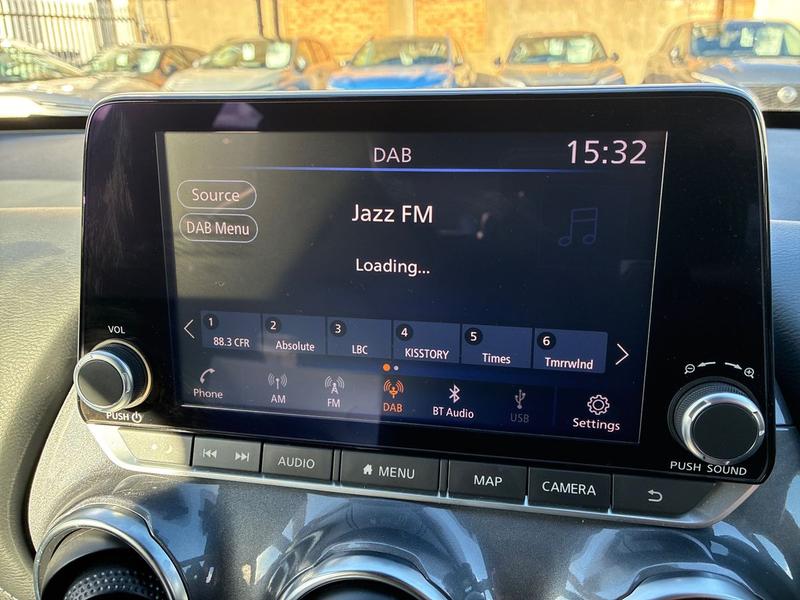 DAB
15:32
Source
DAB Menu
Jazz FM
Loading...
1 2 3 4 5 6
88.3 CFR Absolute LBC KISSTORY Times Tmrrwlnd
Phone AM FM DAB BT Audio USB Settings
VOL
PUSH
PUSH SOUND
AUDIO MENU MAP CAMERA